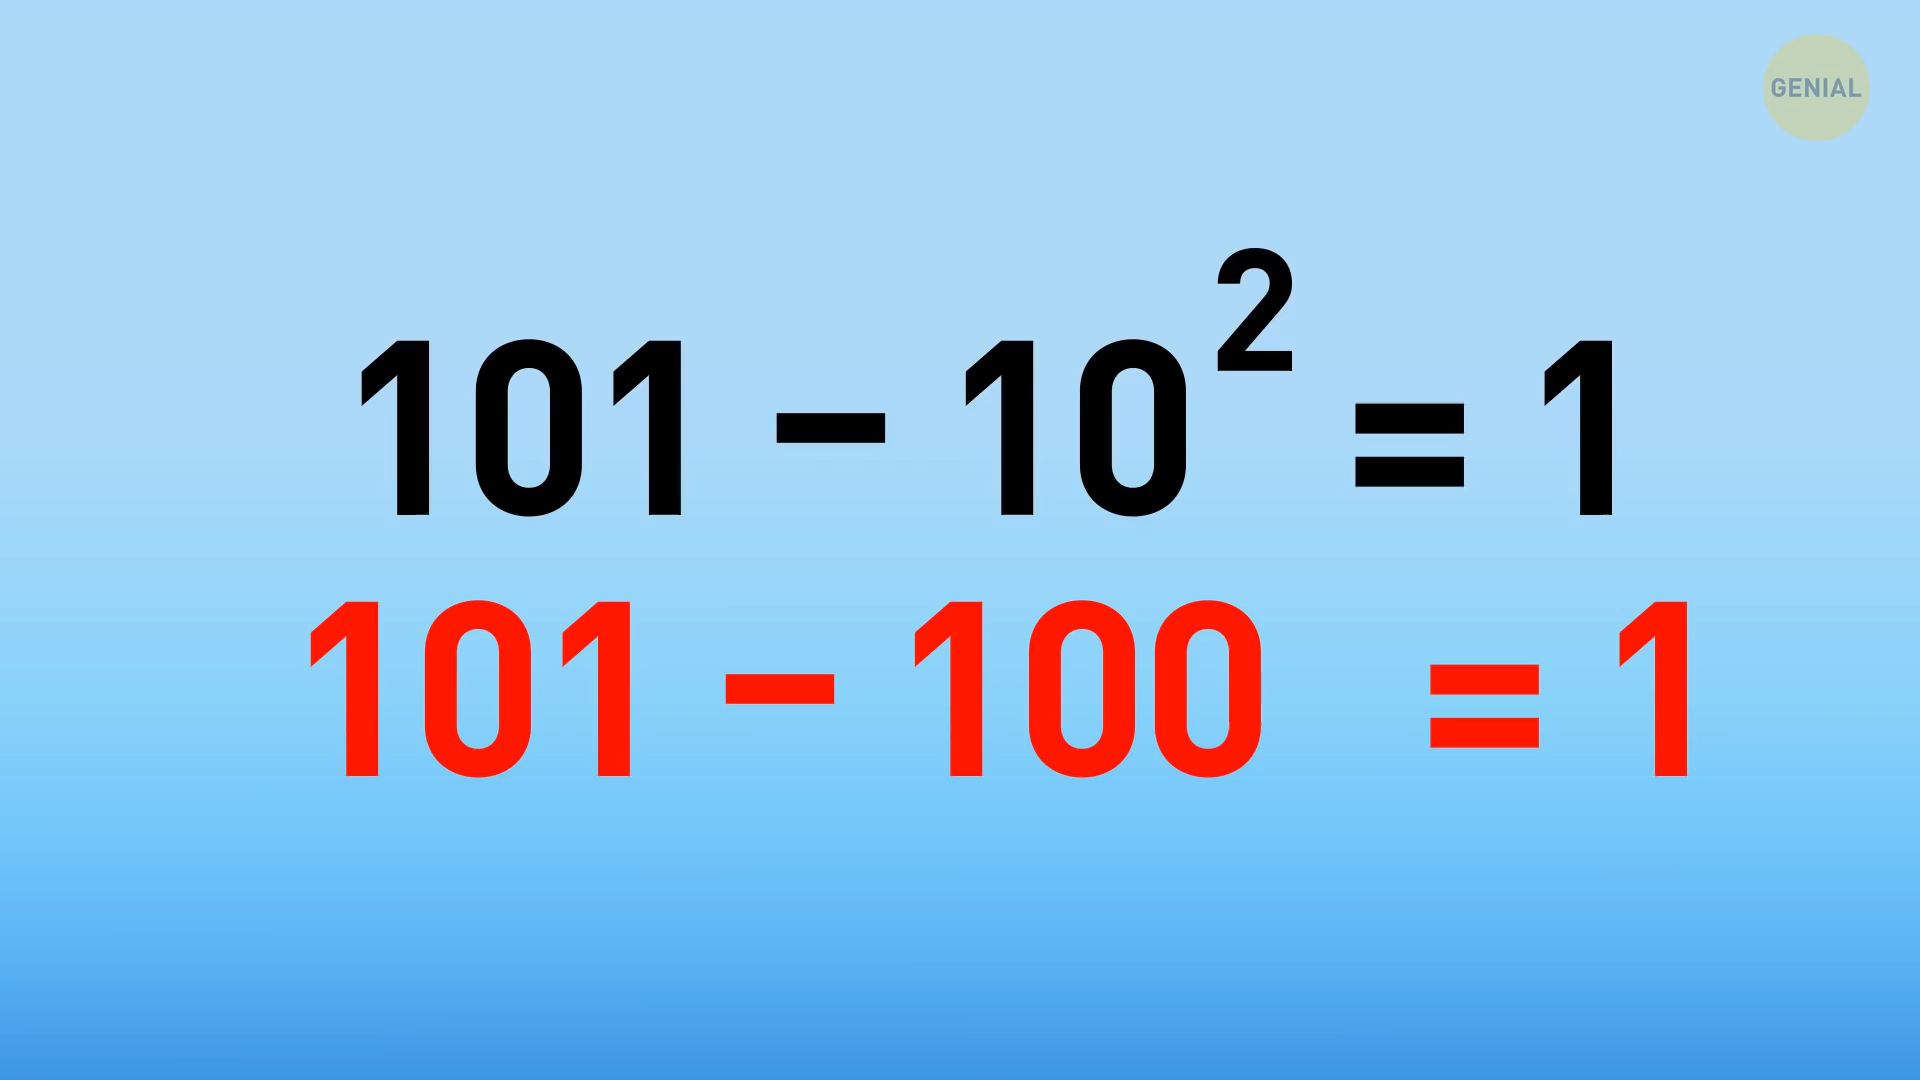 GENIAL
101 – 10² = 1
101 – 100 = 1